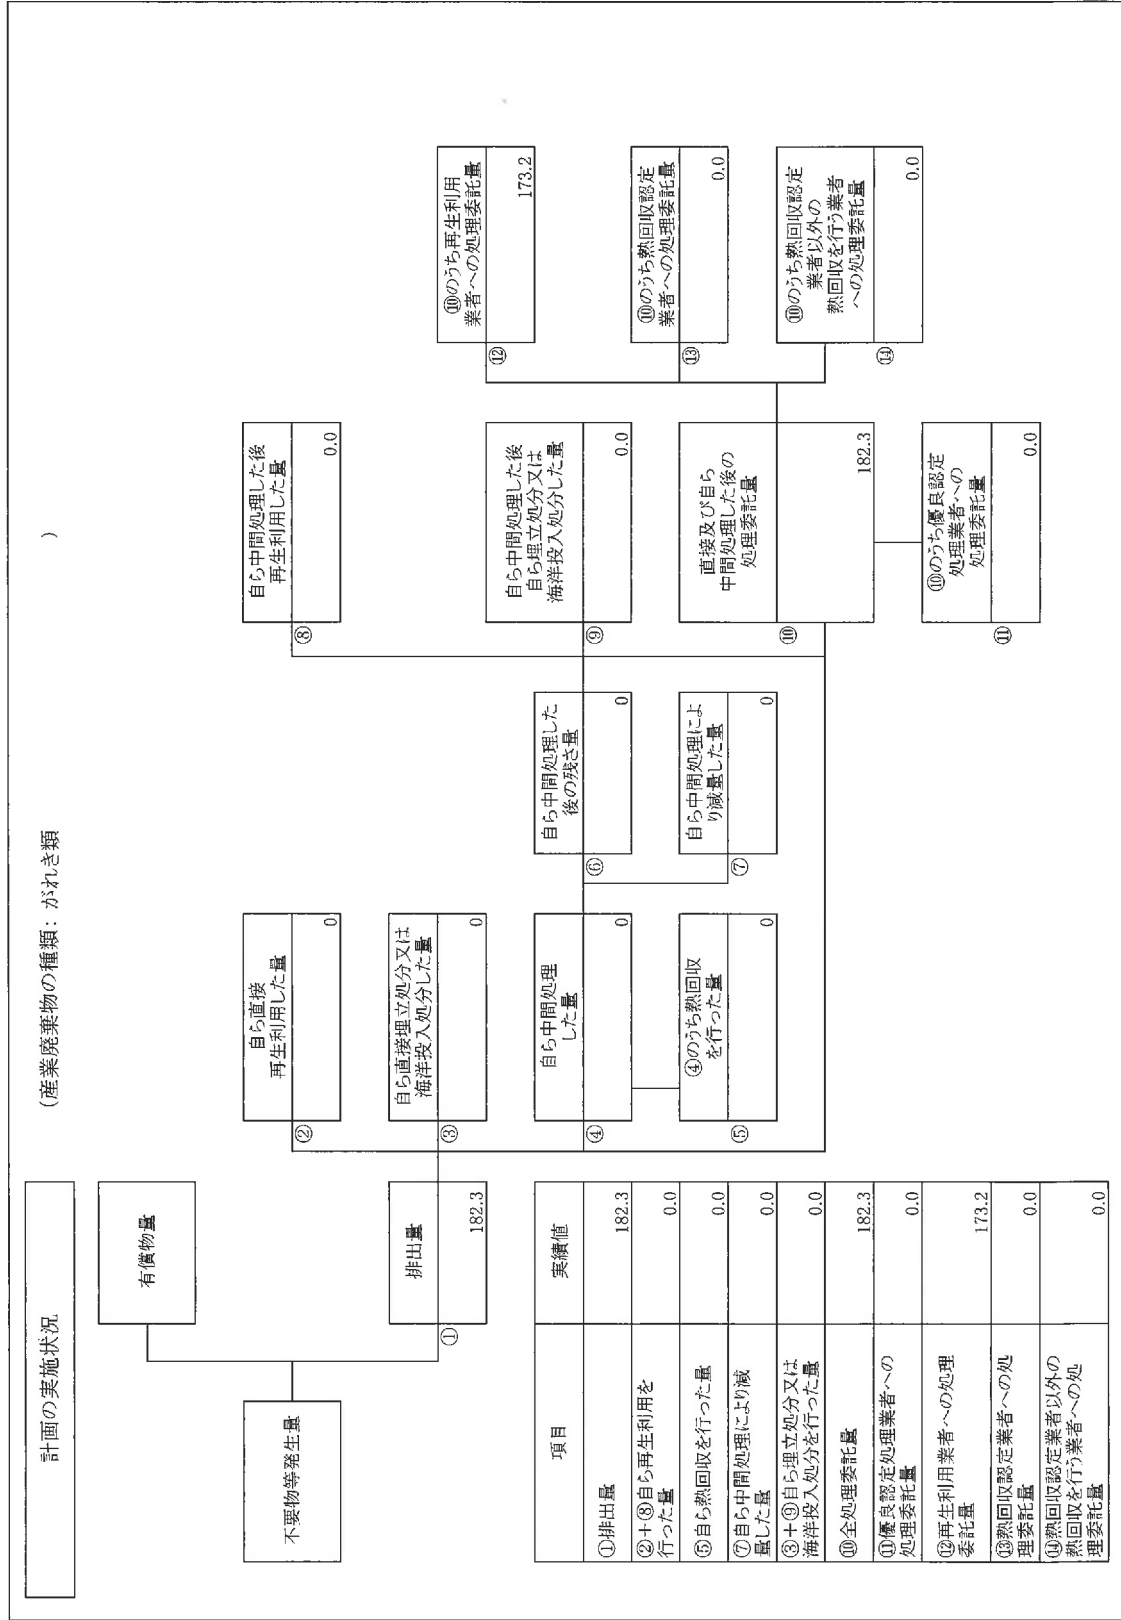 計画の実施状況
(産業廃棄物の種類: がれき類
)
不要物等発生量
有償物量
①
排出量
182.3
②
自ら直接
再生利用した量
0
③
自ら直接埋立処分又は
海洋投入処分した量
0
④
自ら中間処理
した量
0
⑤
④のうち熱回収
を行った量
0
⑥
自ら中間処理した
後の残さ量
0
⑦
自ら中間処理によ
り減量した量
0
⑧
自ら中間処理した後
再生利用した量
0.0
⑨
自ら中間処理した後
自ら埋立処分又は
海洋投入処分した量
0.0
⑩
直接及び自ら
中間処理した後の
処理委託量
182.3
⑪
⑩のうち優良認定
処理業者への
処理委託量
0.0
⑫
⑩のうち再生利用
業者への処理委託量
173.2
⑬
⑩のうち熱回収認定
業者への処理委託量
0.0
⑭
⑩のうち熱回収認定
業者以外の
熱回収を行う業者
への処理委託量
0.0
項目 実績値
①排出量 182.3
②+⑧自ら再生利用を
行った量 0.0
⑤自ら熱回収を行った量 0.0
⑦自ら中間処理により減
量した量 0.0
③+⑨自ら埋立処分又は
海洋投入処分を行った量 0.0
⑩全処理委託量 182.3
⑪優良認定処理業者への
処理委託量 0.0
⑫再生利用業者への処理
委託量 173.2
⑬熱回収認定業者への処
理委託量 0.0
⑭熱回収認定業者以外の
熱回収を行う業者への処
理委託量 0.0